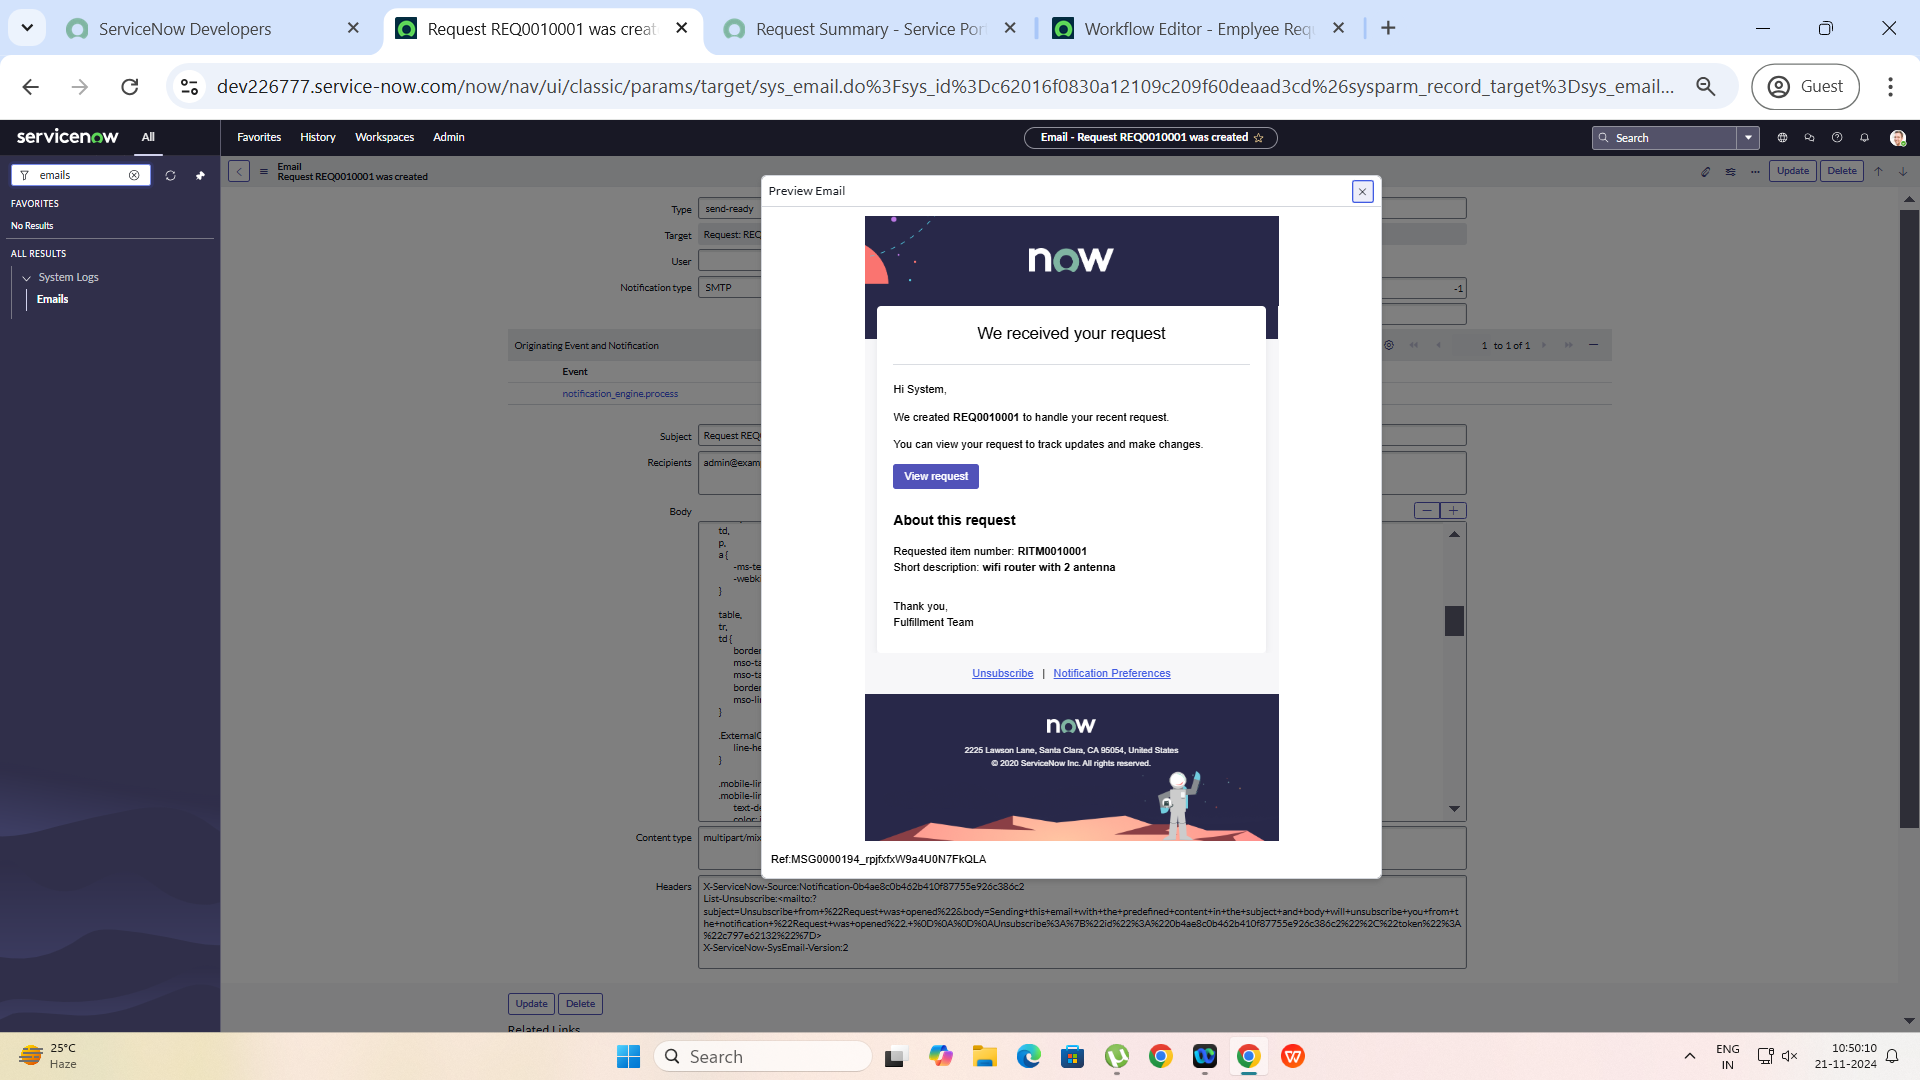 ServiceNow Developers
Request REQ0010001 was creat
Request Summary - Service Por
Workflow Editor - Emplyee Req
dev226777.service-now.com/now/nav/ui/classic/params/target/sys_email.do%3Fsys_id%3Dc62016f0830a12109c209f60deaad3cd%26sysparm_record_target%3Dsys_email...
Guest
servicenow
All
Favorites
History
Workspaces
Admin
Email - Request REQ0010001 was created
Search
emails
FAVORITES
No Results
ALL RESULTS
System Logs
Emails
Email
Request REQ0010001 was created
Update
Delete
Type
send-ready
Target
Request: REQ
User
Notification type
SMTP
-1
Originating Event and Notification
1 to 1 of 1
Event
notification_engine.process
Subject
Request REQ
Recipients
admin@exam
Body
td,
p,
a {
-ms-te
-webki
}
table,
tr,
td {
border
mso-ta
mso-ta
border
mso-li
}
.ExternalC
line-he
}
.mobile-lin
.mobile-lin
text-de
color: i
Content type
multipart/mix
Headers
X-ServiceNow-Source:Notification-0b4ae8c0b462b410f87755e926c386c2
List-Unsubscribe:<mailto:?
subject=Unsubscribe+from+%22Request+was+opened%22&body=Sending+this+email+with+the+predefined+content+in+the+subject+and+body+will+unsubscribe+you+from+t
he+notification+%22Request+was+opened%22.+%0D%0A%0D%0AUnsubscribe%3A%7B%22id%22%3A%220b4ae8c0b462b410f87755e926c386c2%22%2C%22token%22%3A
%22c797e62132%22%7D>
X-ServiceNow-SysEmail-Version:2
Update
Delete
Related Links
Preview Email
now
We received your request
Hi System,
We created REQ0010001 to handle your recent request.
You can view your request to track updates and make changes.
View request
About this request
Requested item number: RITM0010001
Short description: wifi router with 2 antenna
Thank you,
Fulfillment Team
Unsubscribe | Notification Preferences
now
2225 Lawson Lane, Santa Clara, CA 95054, United States
© 2020 ServiceNow Inc. All rights reserved.
Ref:MSG0000194_rpjfxfxW9a4U0N7FkQLA
25°C
Haze
Search
ENG
IN
10:50:10
21-11-2024